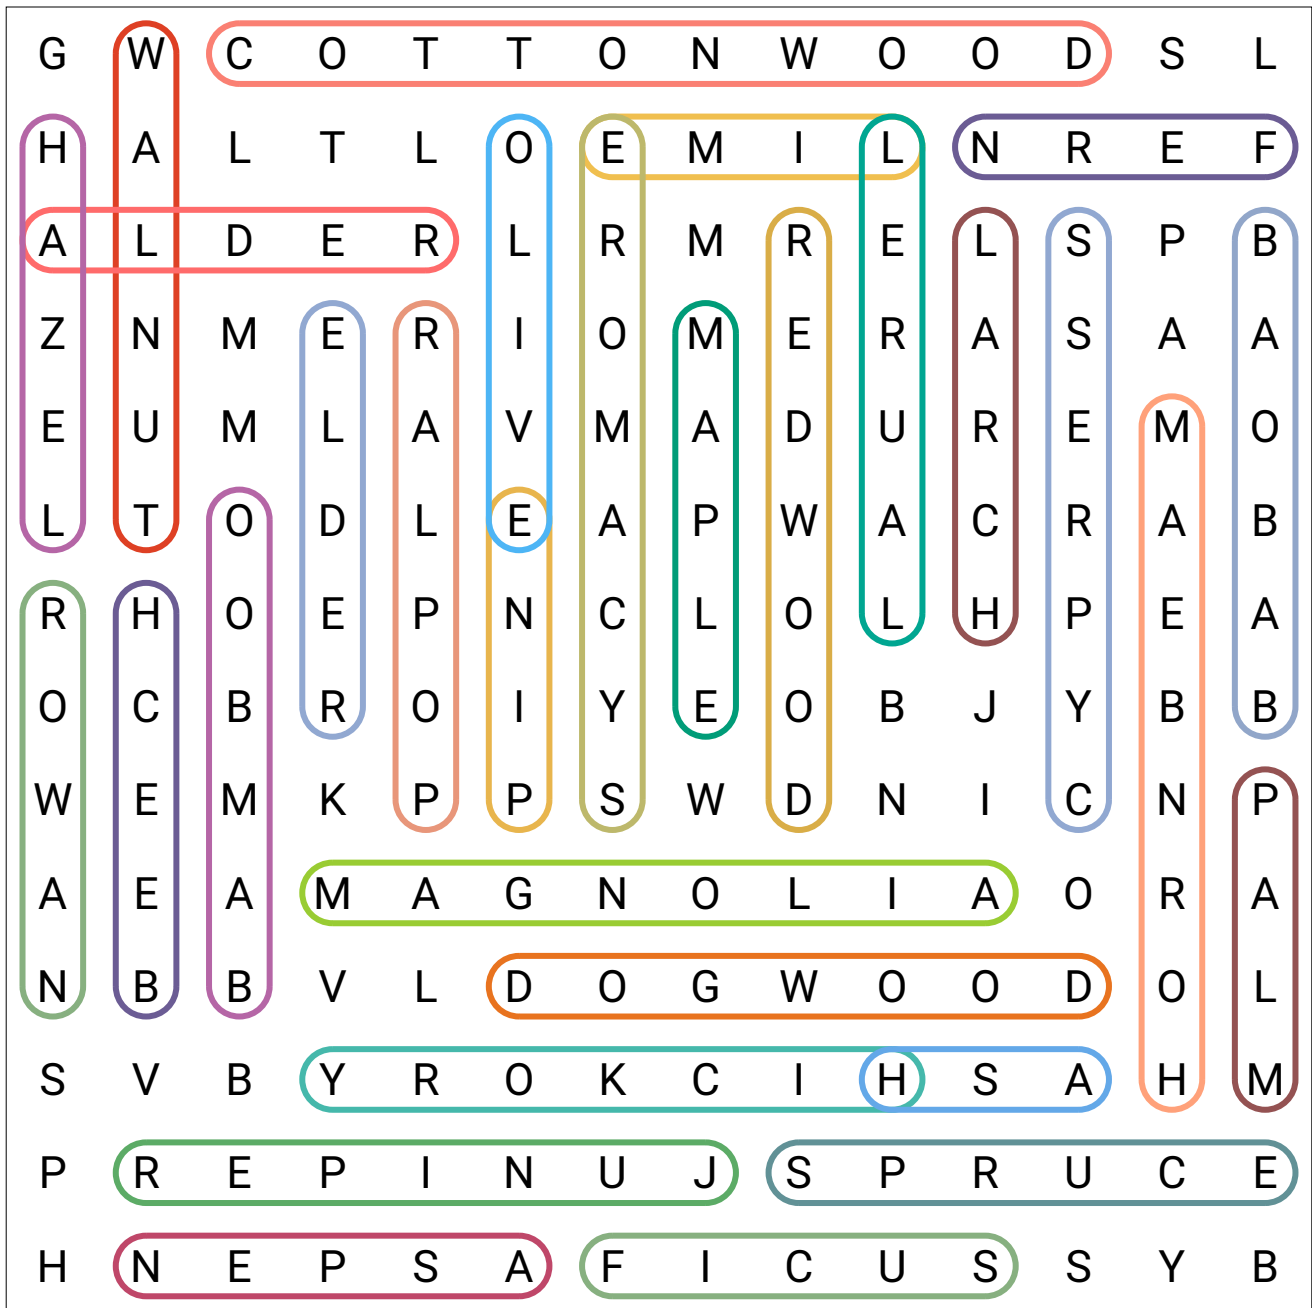 G W C O T T O N W O O D S L
H A L T L O E M I L N R E F
A L D E R L R M R E L S P B
Z N M E R I O M E R A S A A
E U M L A V M A D U R E M O
L T O D L E A P W A C R A B
R H O E P N C L O L H P E A
O C B R O I Y E O B J Y B B
W E M K P P S W D N I C N P
A E A M A G N O L I A O R A
N B B V L D O G W O O D O L
S V B Y R O K C I H S A H M
P R E P I N U J S P R U C E
H N E P S A F I C U S S Y B